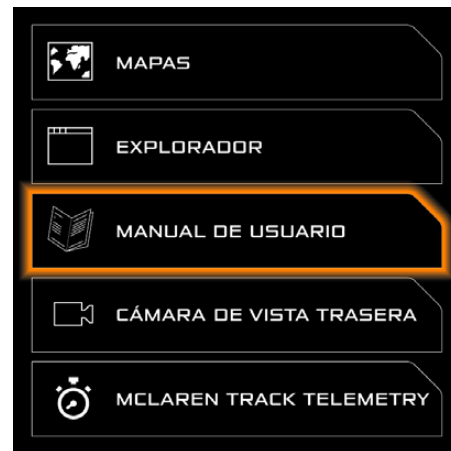 MAPAS
EXPLORADOR
MANUAL DE USUARIO
CÁMARA DE VISTA TRASERA
MCLAREN TRACK TELEMETRY